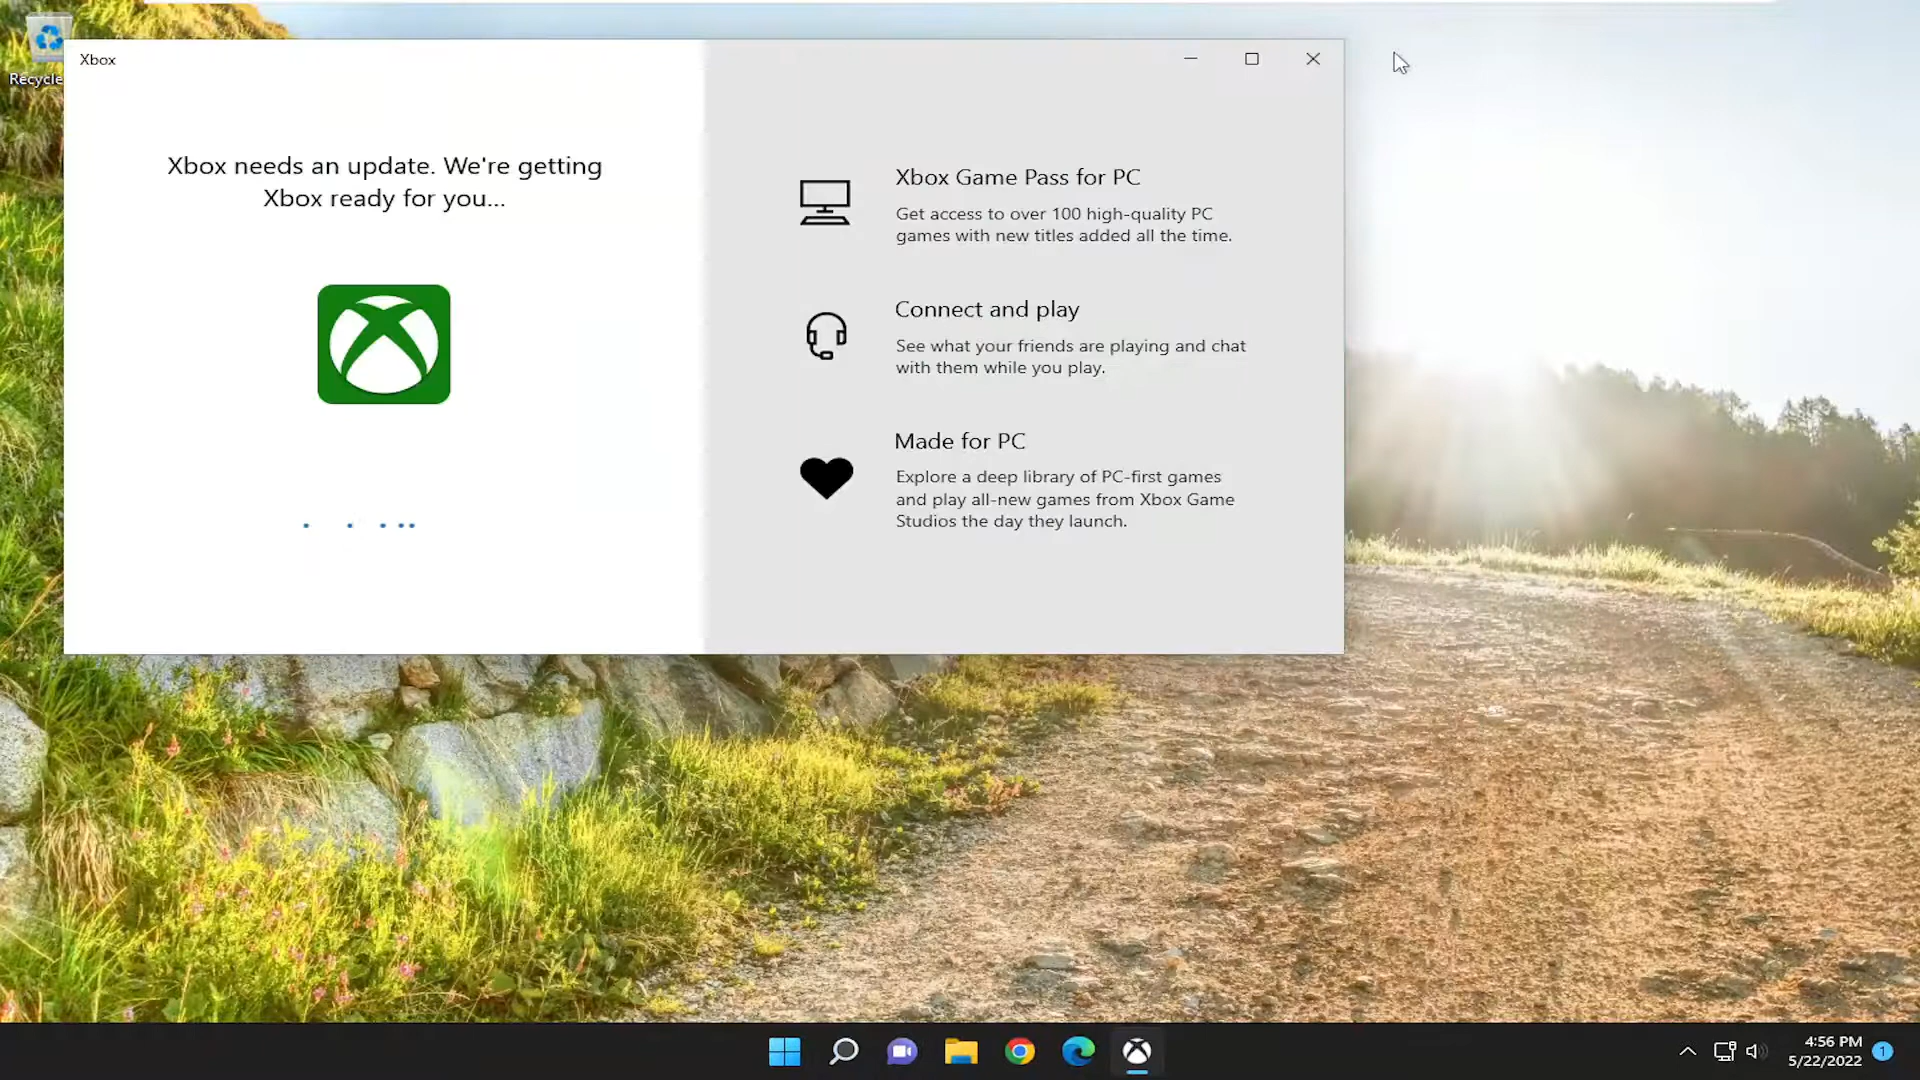 Recycle
Xbox
Xbox needs an update. We're getting
Xbox ready for you...
Xbox Game Pass for PC
Get access to over 100 high-quality PC
games with new titles added all the time.
Connect and play
See what your friends are playing and chat
with them while you play.
Made for PC
Explore a deep library of PC-first games
and play all-new games from Xbox Game
Studios the day they launch.
4:56 PM
5/22/2022
1